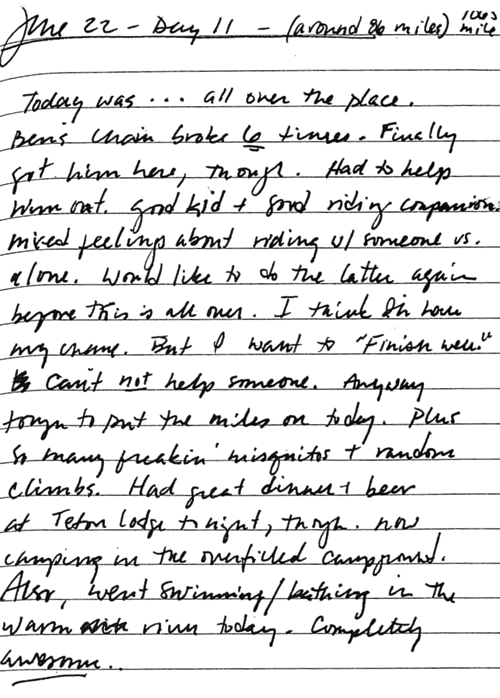 June 22 - Day 11 - (around 86 miles) 1063 mile
Today was ... all over the place.
Ben's chain broke 6 times. Finally
got him here, though. Had to help
him out. good kid + good riding companion.
mixed feelings about riding w/ someone vs.
alone. Would like to do the latter again
before this is all over. I think I'll have
my chance. But I want to "Finish well."
Can't not help someone. Anyway
tough to put the miles on today. Plus
so many freakin' misquitos + random
climbs. Had great dinner + beer
at Teton lodge tonight, though. now
camping in the overfilled campground.
Also, went swimming/bathing in the
warm river today. Completely
awesome..